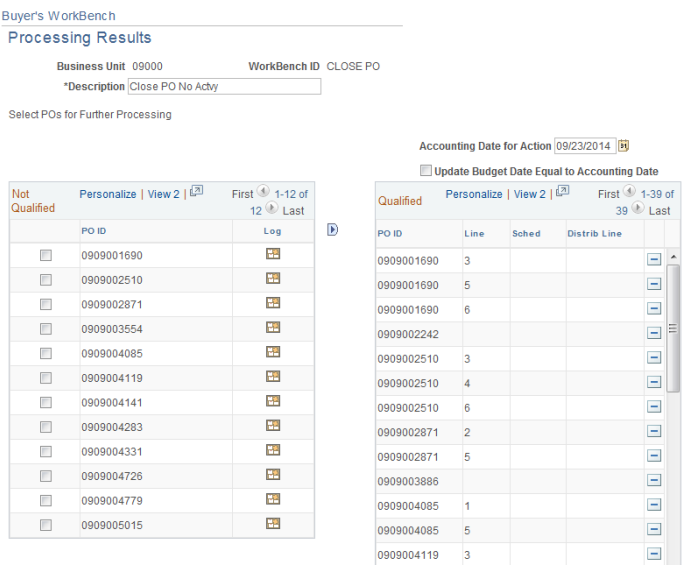 Buyer's WorkBench
Processing Results
Business Unit 09000 WorkBench ID CLOSE PO
*Description Close PO No Actvy
Select POs for Further Processing
Accounting Date for Action 09/23/2014
Update Budget Date Equal to Accounting Date
Not Qualified Personalize | View 2 | First 1-12 of 12 Last
PO ID Log
0909001690
0909002510
0909002871
0909003554
0909004085
0909004119
0909004141
0909004283
0909004331
0909004726
0909004779
0909005015
Qualified Personalize | View 2 | First 1-39 of 39 Last
PO ID Line Sched Distrib Line
0909001690 3
0909001690 5
0909001690 6
0909002242
0909002510 3
0909002510 4
0909002510 6
0909002871 2
0909002871 5
0909003886
0909004085 1
0909004085 5
0909004119 3